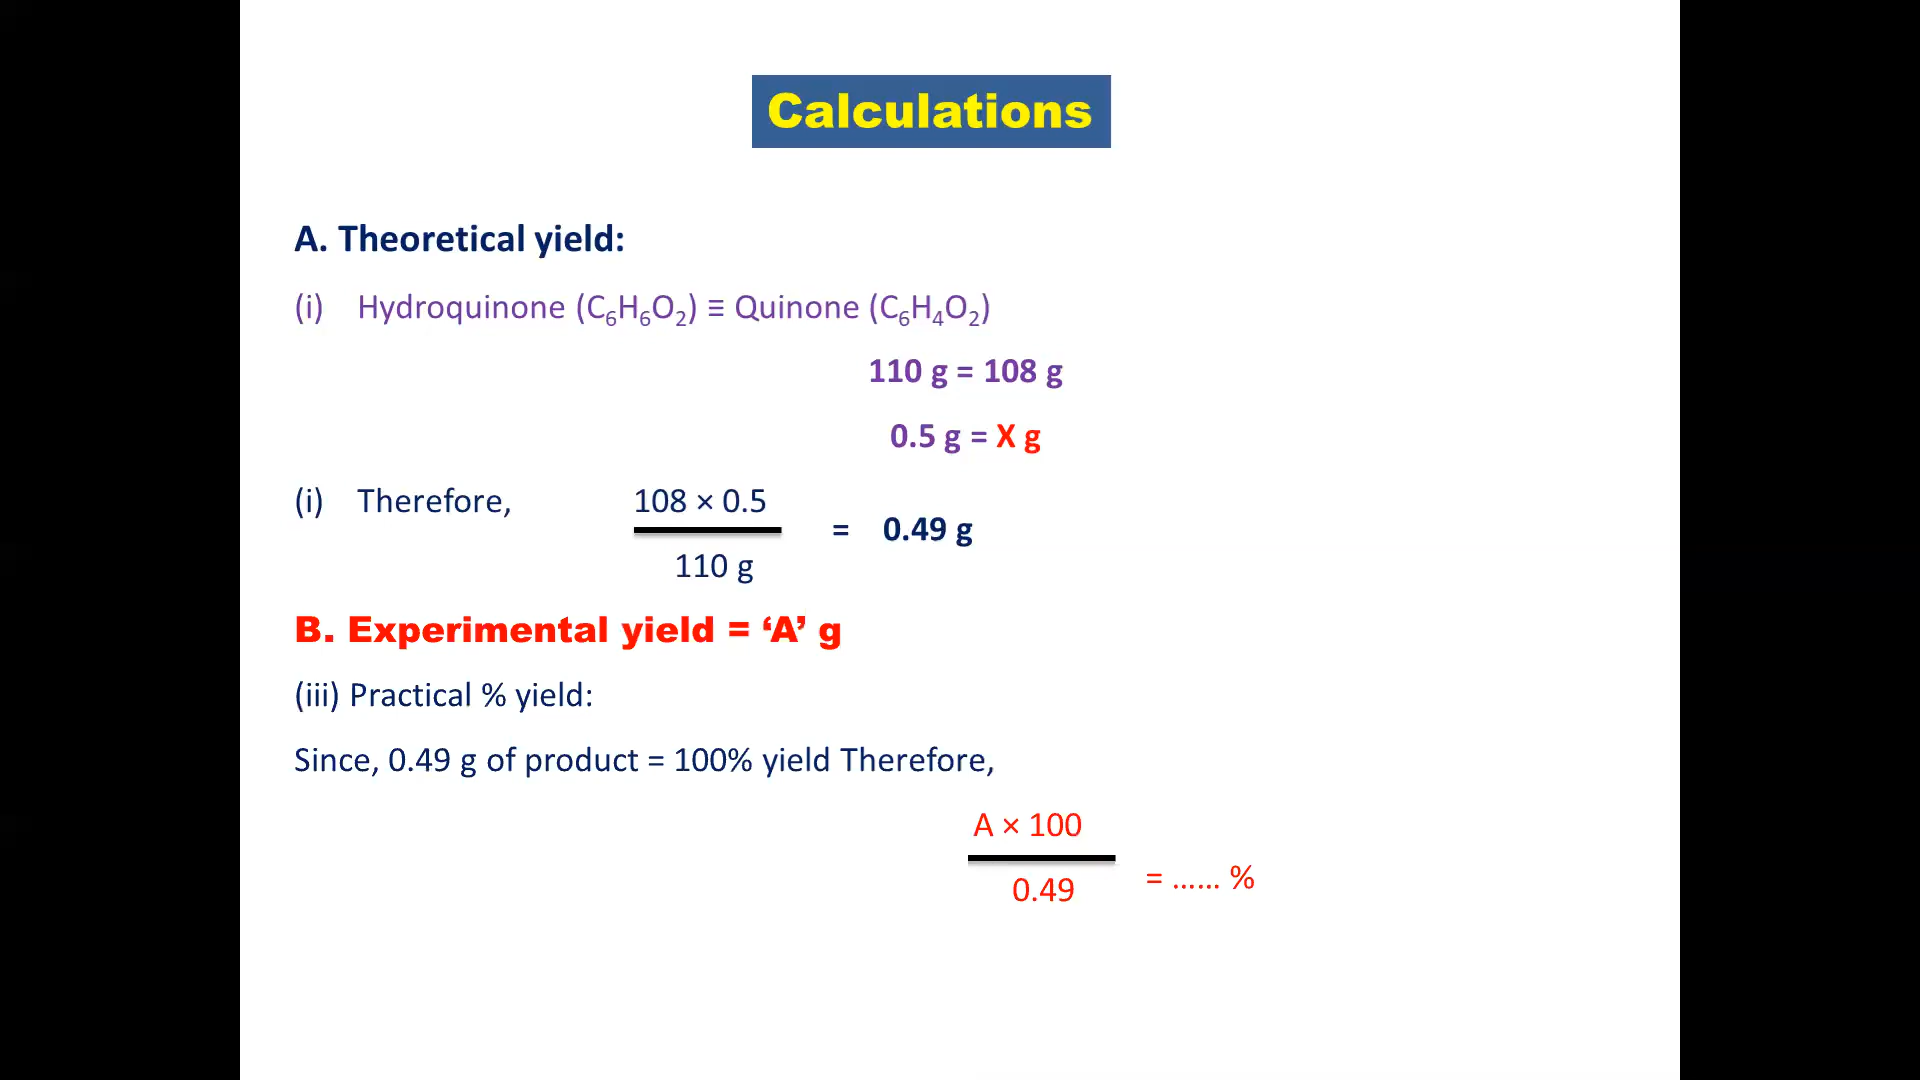 Calculations
A. Theoretical yield:
(i) Hydroquinone (C₆H₆O₂) ≡ Quinone (C₆H₄O₂)
110 g = 108 g
0.5 g = X g
(i) Therefore, 108 × 0.5
= 0.49 g
110 g
B. Experimental yield = ‘A’ g
(iii) Practical % yield:
Since, 0.49 g of product = 100% yield Therefore,
A × 100
= ...... %
0.49